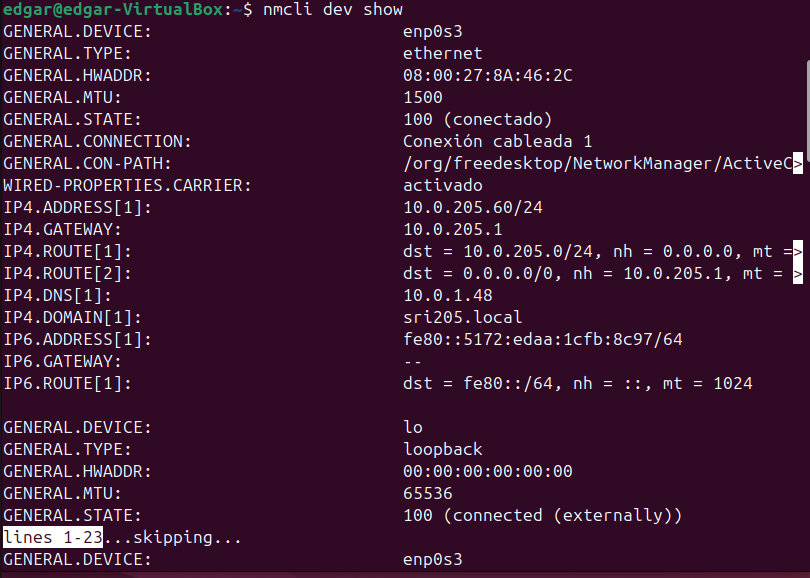 edgar@edgar-VirtualBox:~$ nmcli dev show
GENERAL.DEVICE: enp0s3
GENERAL.TYPE: ethernet
GENERAL.HWADDR: 08:00:27:8A:46:2C
GENERAL.MTU: 1500
GENERAL.STATE: 100 (conectado)
GENERAL.CONNECTION: Conexión cableada 1
GENERAL.CON-PATH: /org/freedesktop/NetworkManager/ActiveC>
WIRED-PROPERTIES.CARRIER: activado
IP4.ADDRESS[1]: 10.0.205.60/24
IP4.GATEWAY: 10.0.205.1
IP4.ROUTE[1]: dst = 10.0.205.0/24, nh = 0.0.0.0, mt =>
IP4.ROUTE[2]: dst = 0.0.0.0/0, nh = 10.0.205.1, mt = >
IP4.DNS[1]: 10.0.1.48
IP4.DOMAIN[1]: sri205.local
IP6.ADDRESS[1]: fe80::5172:edaa:1cfb:8c97/64
IP6.GATEWAY: --
IP6.ROUTE[1]: dst = fe80::/64, nh = ::, mt = 1024

GENERAL.DEVICE: lo
GENERAL.TYPE: loopback
GENERAL.HWADDR: 00:00:00:00:00:00
GENERAL.MTU: 65536
GENERAL.STATE: 100 (connected (externally))
lines 1-23...skipping...
GENERAL.DEVICE: enp0s3